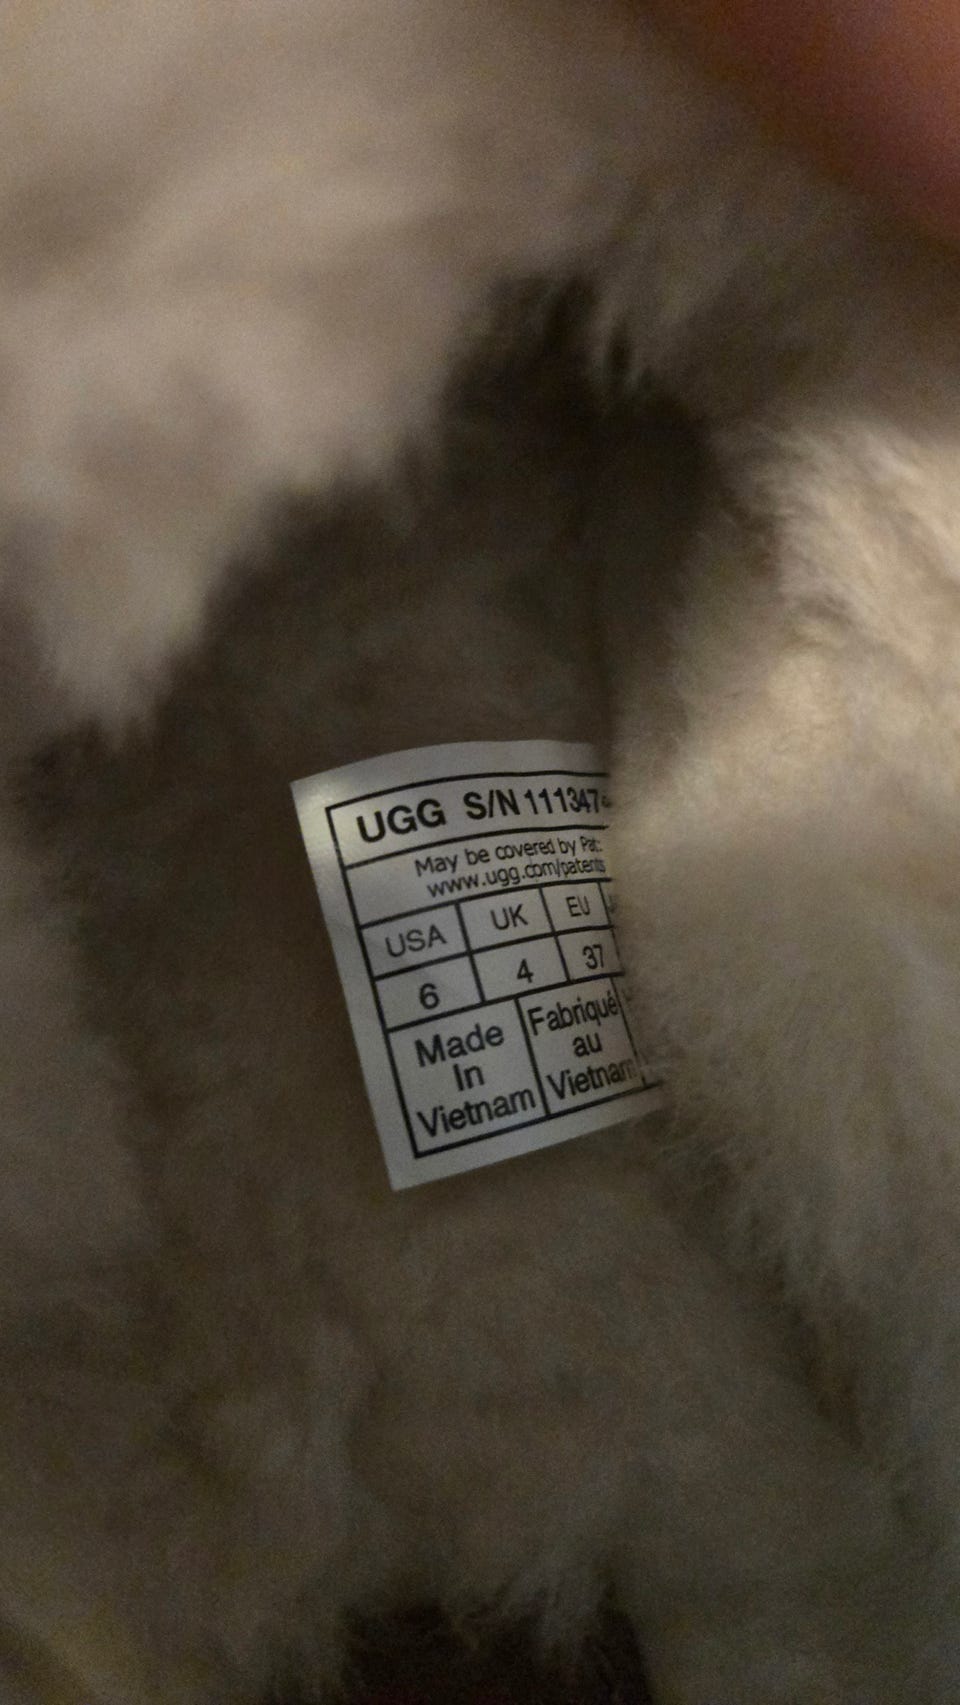 UGG S/N 111347
May be covered by Pat:
www.ugg.com/patents
USA UK EU
6 4 37
Made Fabriqué
In au
Vietnam Vietnam